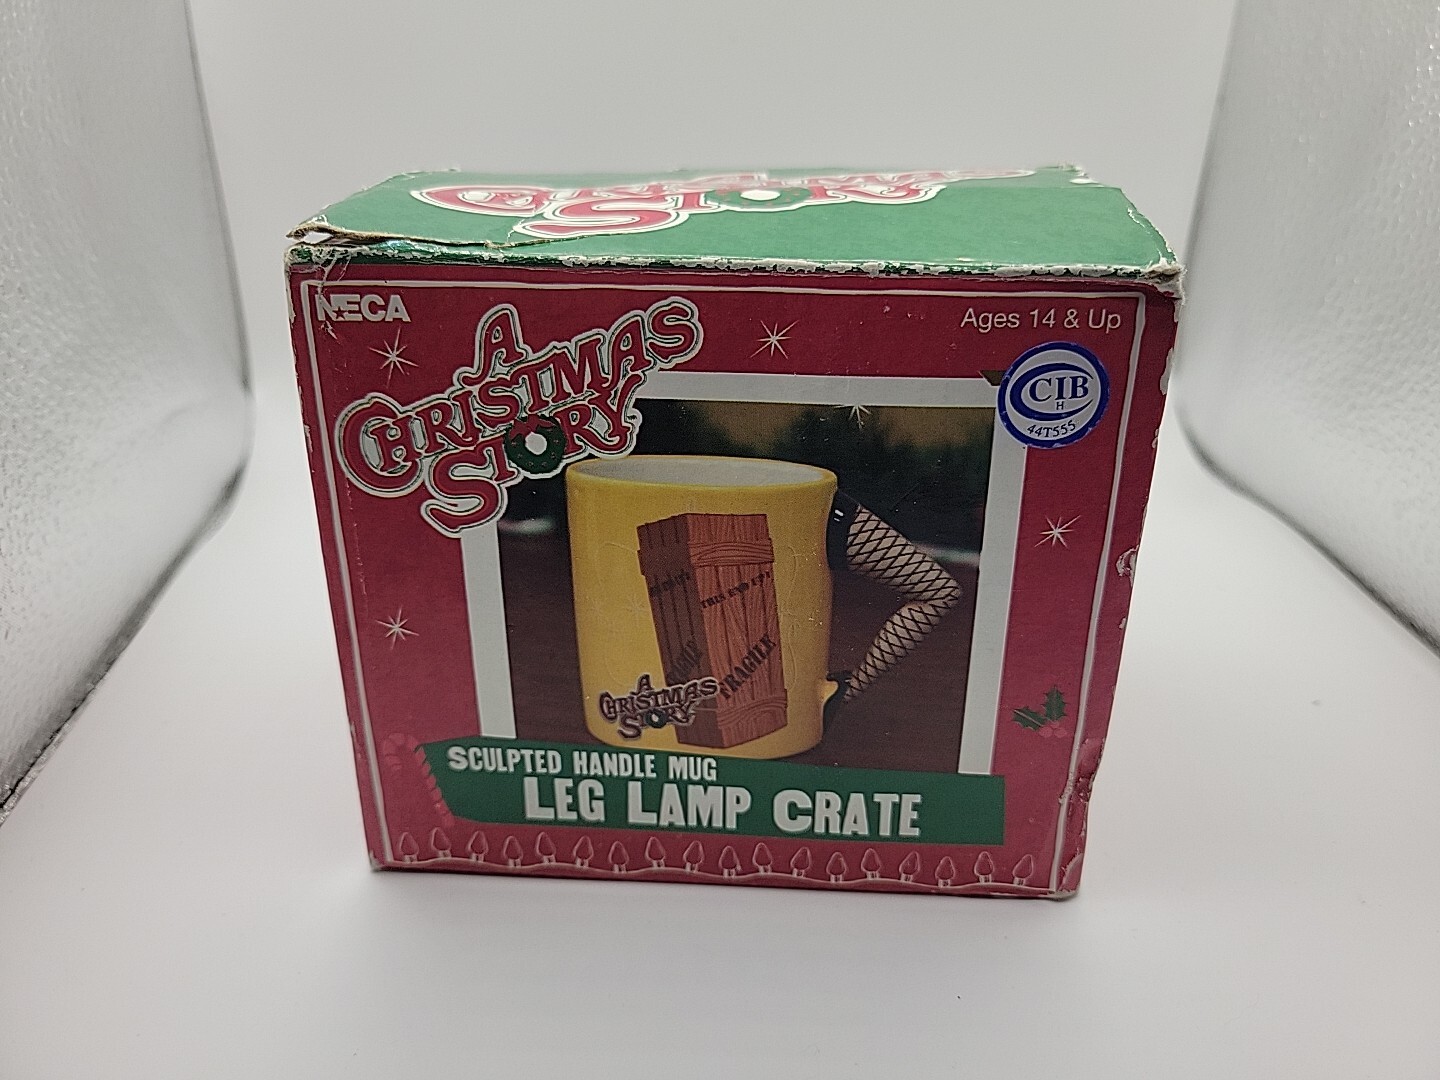 A CHRISTMAS
STORY
NECA
Ages 14 & Up
A
CHRISTMAS
STORY
CIB
H
44T555
THIS END UP!
FRAGILE
A
CHRISTMAS
STORY
SCULPTED HANDLE MUG
LEG LAMP CRATE